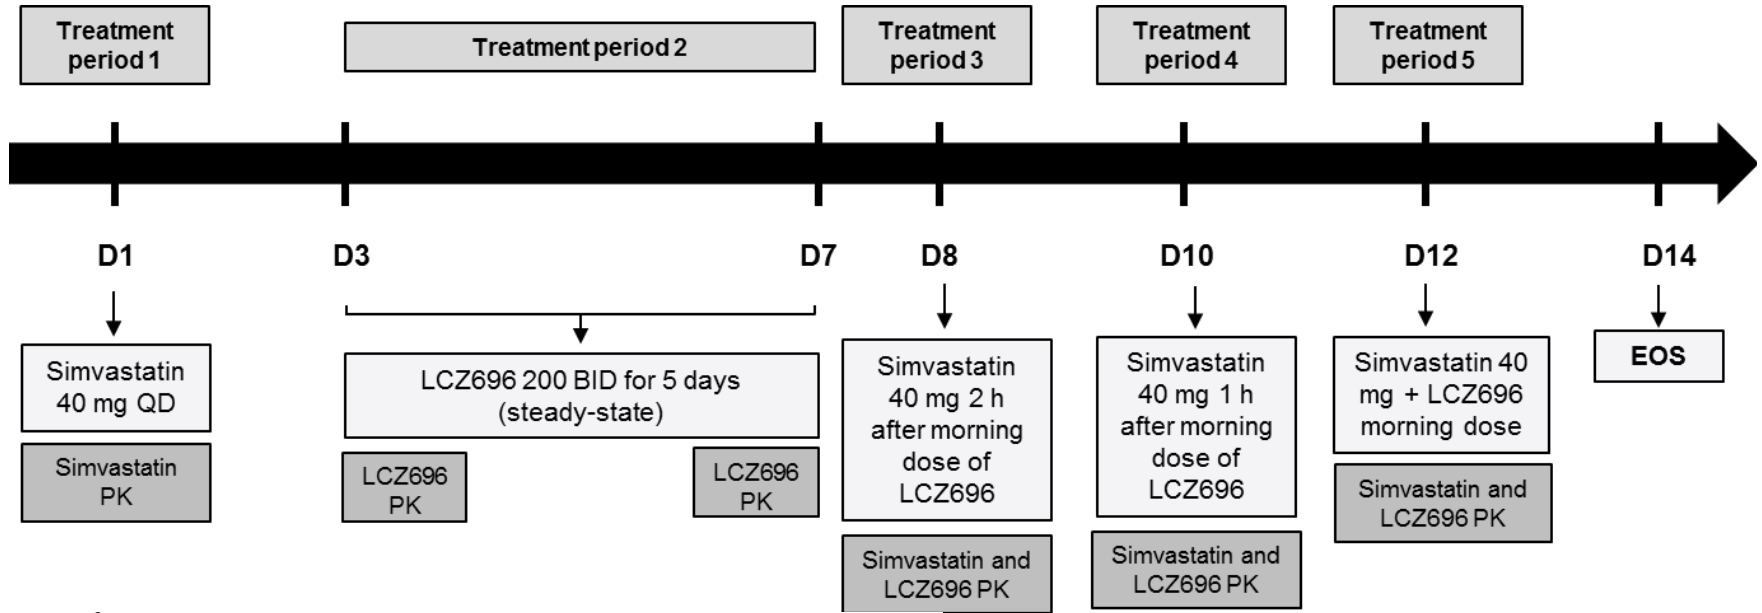 Treatment
period 1
Treatment period 2
Treatment
period 3
Treatment
period 4
Treatment
period 5
D1
D3
D7
D8
D10
D12
D14
Simvastatin
40 mg QD
Simvastatin
PK
LCZ696 200 BID for 5 days
(steady-state)
LCZ696
PK
LCZ696
PK
Simvastatin
40 mg 2 h
after morning
dose of
LCZ696
Simvastatin and
LCZ696 PK
Simvastatin
40 mg 1 h
after morning
dose of
LCZ696
Simvastatin and
LCZ696 PK
Simvastatin 40
mg + LCZ696
morning dose
Simvastatin and
LCZ696 PK
EOS